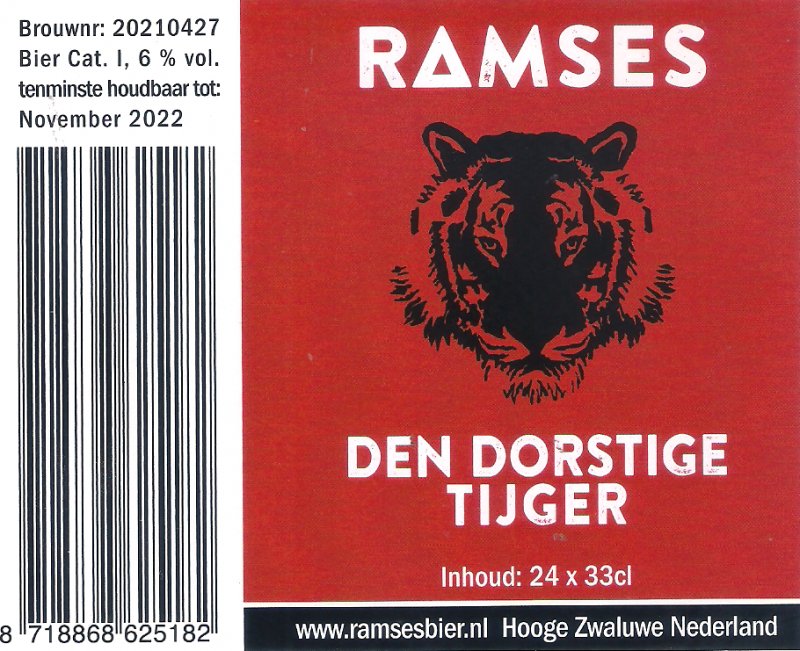 Brouwnr: 20210427
Bier Cat. I, 6 % vol.
tenminste houdbaar tot:
November 2022
8 718868 625182
RAMSES
DEN DORSTIGE
TIJGER
Inhoud: 24 x 33cl
www.ramsesbier.nl Hooge Zwaluwe Nederland